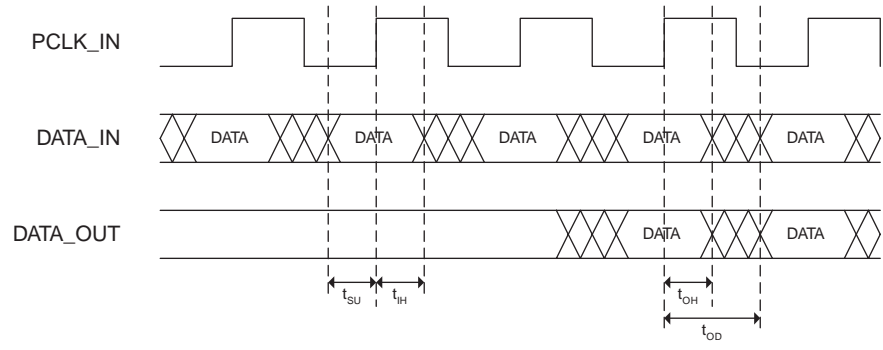 PCLK_IN
DATA_IN
DATA DATA DATA DATA DATA
DATA_OUT
DATA DATA
tSU tIH tOH
tOD